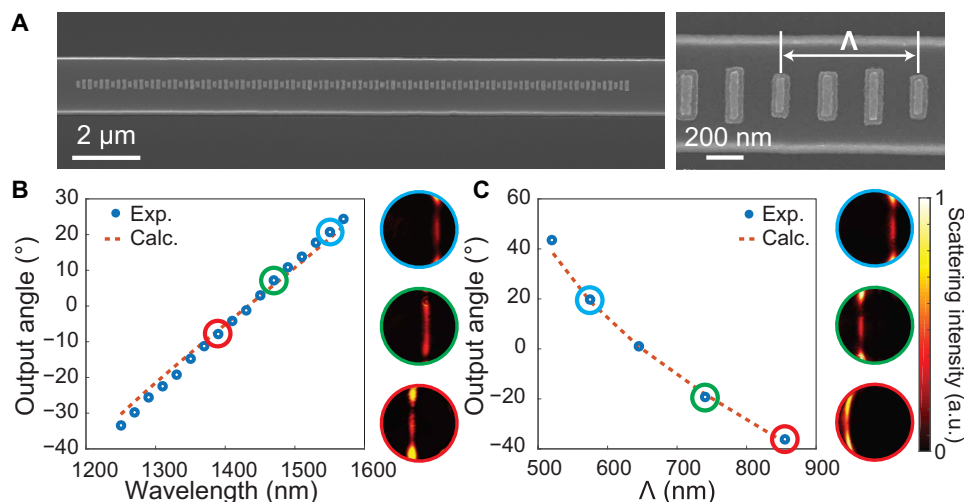 A
2 μm
Λ
200 nm
B
Output angle (°)
30
20
10
0
−10
−20
−30
−40
1200
1300
1400
1500
1600
Wavelength (nm)
Exp.
Calc.
C
Output angle (°)
60
40
20
0
−20
−40
500
600
700
800
900
Λ (nm)
Exp.
Calc.
1
0
Scattering intensity (a.u.)